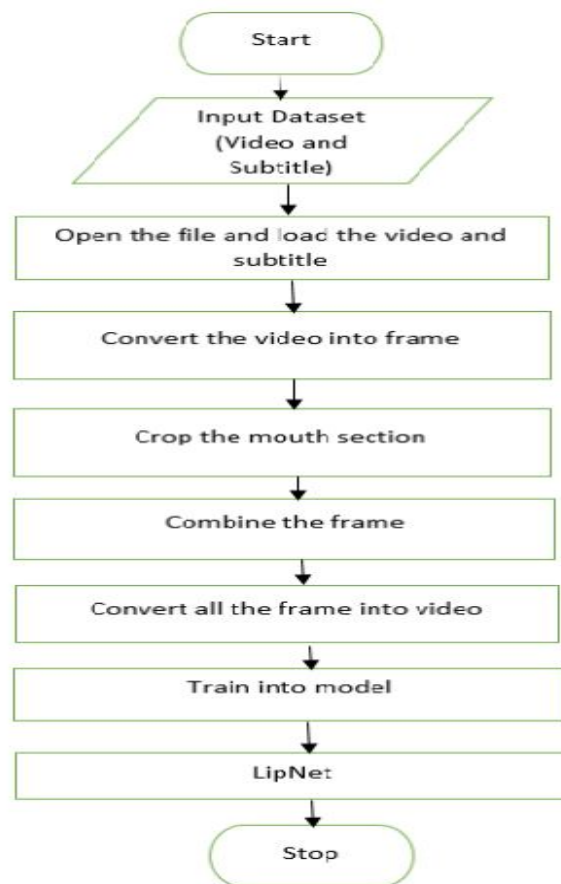 Start
Input Dataset
(Video and
Subtitle)
Open the file and load the video and
subtitle
Convert the video into frame
Crop the mouth section
Combine the frame
Convert all the frame into video
Train into model
LipNet
Stop